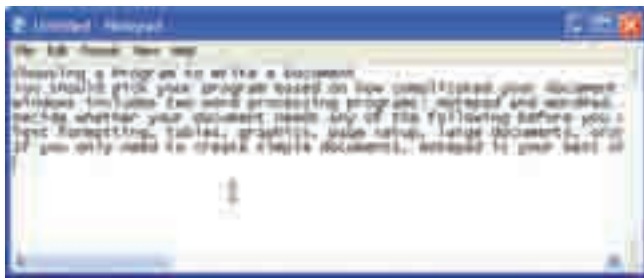 Untitled - Notepad
File Edit Format View Help
Choosing a Program to Write a Document
You should pick your program based on how complicated your document
windows includes two word processing programs, notepad and wordpad.
Decide whether your document needs any of the following before you
text formatting, tables, graphics, page setup, large documents,
If you only need to create simple documents, notepad is your best